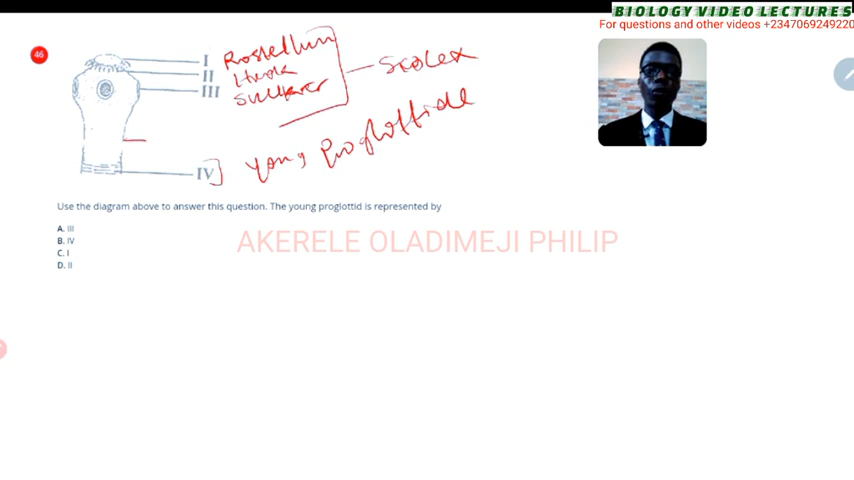 BIOLOGY VIDEO LECTURES
For questions and other videos +2347069249220
46
I Rostellum
II Hook
III Sucker
Scolex
IV Young Proglottide
Use the diagram above to answer this question. The young proglottid is represented by
A. III
B. IV
C. I
D. II
AKERELE OLADIMEJI PHILIP